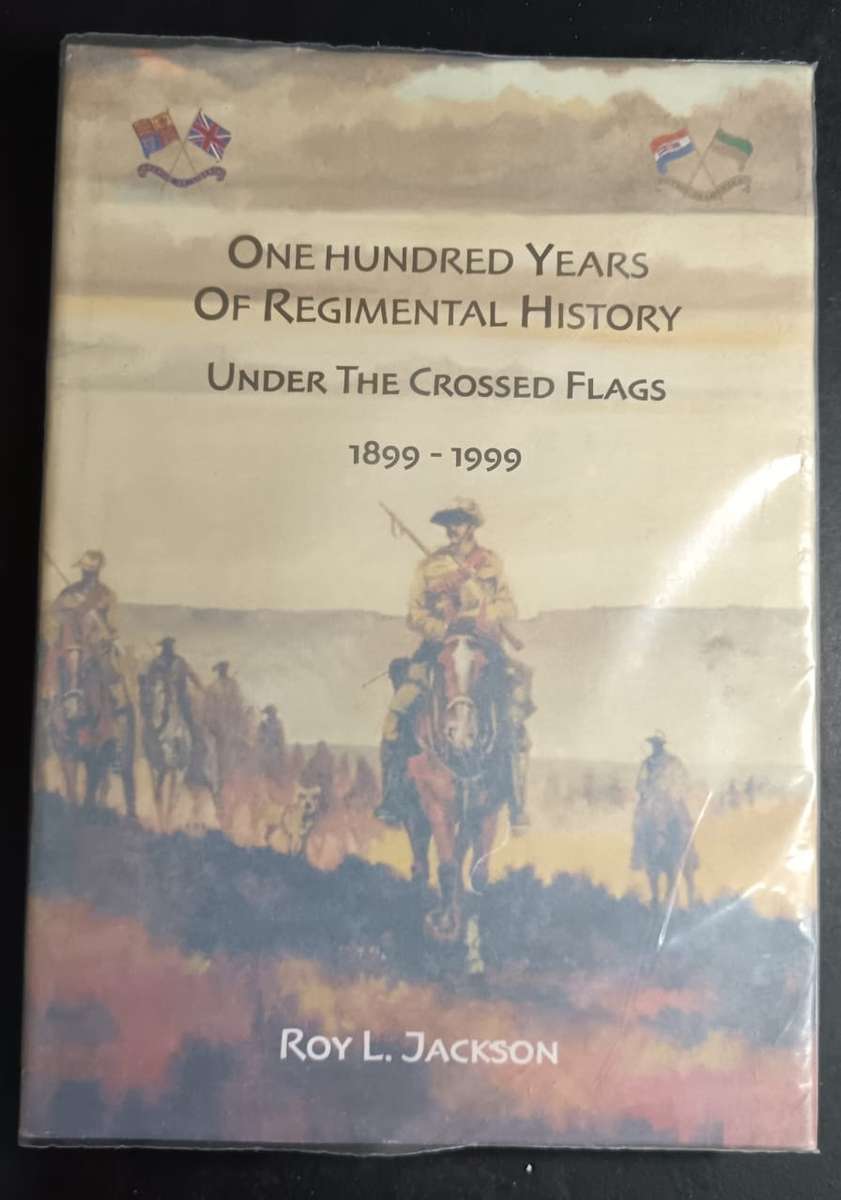 ONE HUNDRED YEARS
OF REGIMENTAL HISTORY
UNDER THE CROSSED FLAGS
1899 - 1999
ROY L. JACKSON